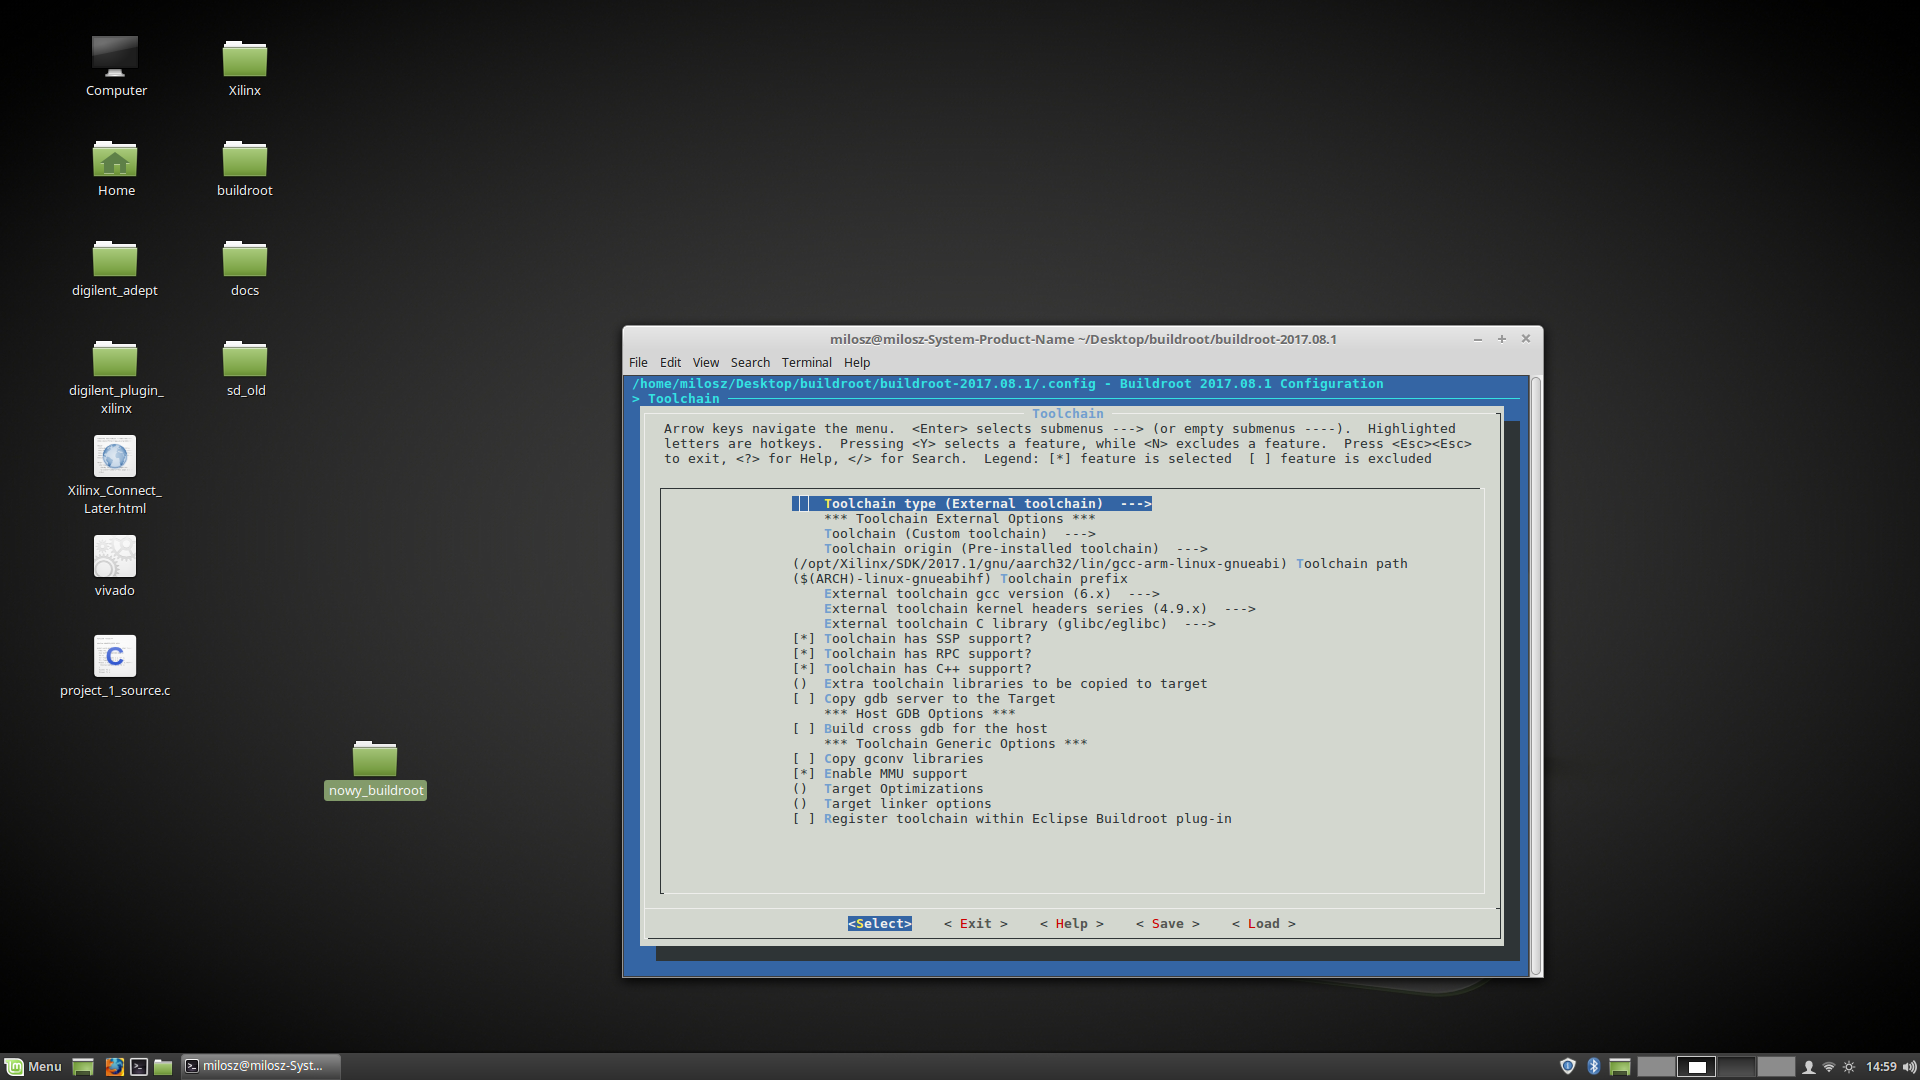 Computer
Xilinx
Home
buildroot
digilent_adept
docs
digilent_plugin_
xilinx
sd_old
Xilinx_Connect_
Later.html
vivado
project_1_source.c
nowy_buildroot
milosz@milosz-System-Product-Name ~/Desktop/buildroot/buildroot-2017.08.1
File Edit View Search Terminal Help
/home/milosz/Desktop/buildroot/buildroot-2017.08.1/.config - Buildroot 2017.08.1 Configuration
> Toolchain
Toolchain
Arrow keys navigate the menu.  <Enter> selects submenus ---> (or empty submenus ----).  Highlighted
letters are hotkeys.  Pressing <Y> selects a feature, while <N> excludes a feature.  Press <Esc><Esc>
to exit, <?> for Help, </> for Search.  Legend: [*] feature is selected  [ ] feature is excluded
Toolchain type (External toolchain)  --->
*** Toolchain External Options ***
Toolchain (Custom toolchain)  --->
Toolchain origin (Pre-installed toolchain)  --->
(/opt/Xilinx/SDK/2017.1/gnu/aarch32/lin/gcc-arm-linux-gnueabi) Toolchain path
($(ARCH)-linux-gnueabihf) Toolchain prefix
External toolchain gcc version (6.x)  --->
External toolchain kernel headers series (4.9.x)  --->
External toolchain C library (glibc/eglibc)  --->
[*] Toolchain has SSP support?
[*] Toolchain has RPC support?
[*] Toolchain has C++ support?
()  Extra toolchain libraries to be copied to target
[ ] Copy gdb server to the Target
*** Host GDB Options ***
[ ] Build cross gdb for the host
*** Toolchain Generic Options ***
[ ] Copy gconv libraries
[*] Enable MMU support
()  Target Optimizations
()  Target linker options
[ ] Register toolchain within Eclipse Buildroot plug-in
<Select>    < Exit >    < Help >    < Save >    < Load >
Menu
milosz@milosz-Syst...
14:59